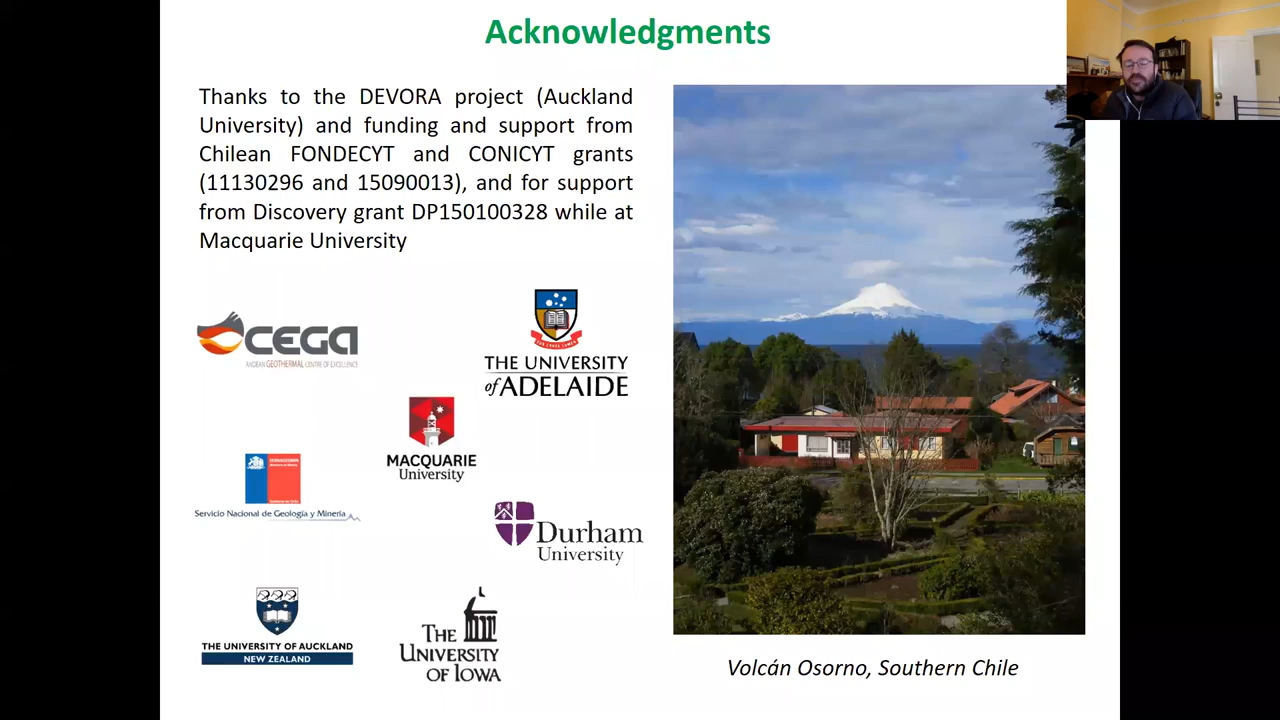 Acknowledgments
Thanks to the DEVORA project (Auckland
University) and funding and support from
Chilean FONDECYT and CONICYT grants
(11130296 and 15090013), and for support
from Discovery grant DP150100328 while at
Macquarie University
CEGA
ANDEAN GEOTHERMAL CENTRE OF EXCELLENCE
THE UNIVERSITY
of ADELAIDE
MACQUARIE
University
Servicio Nacional de Geología y Minería
Durham
University
THE UNIVERSITY OF AUCKLAND
NEW ZEALAND
THE
UNIVERSITY
OF IOWA
Volcán Osorno, Southern Chile